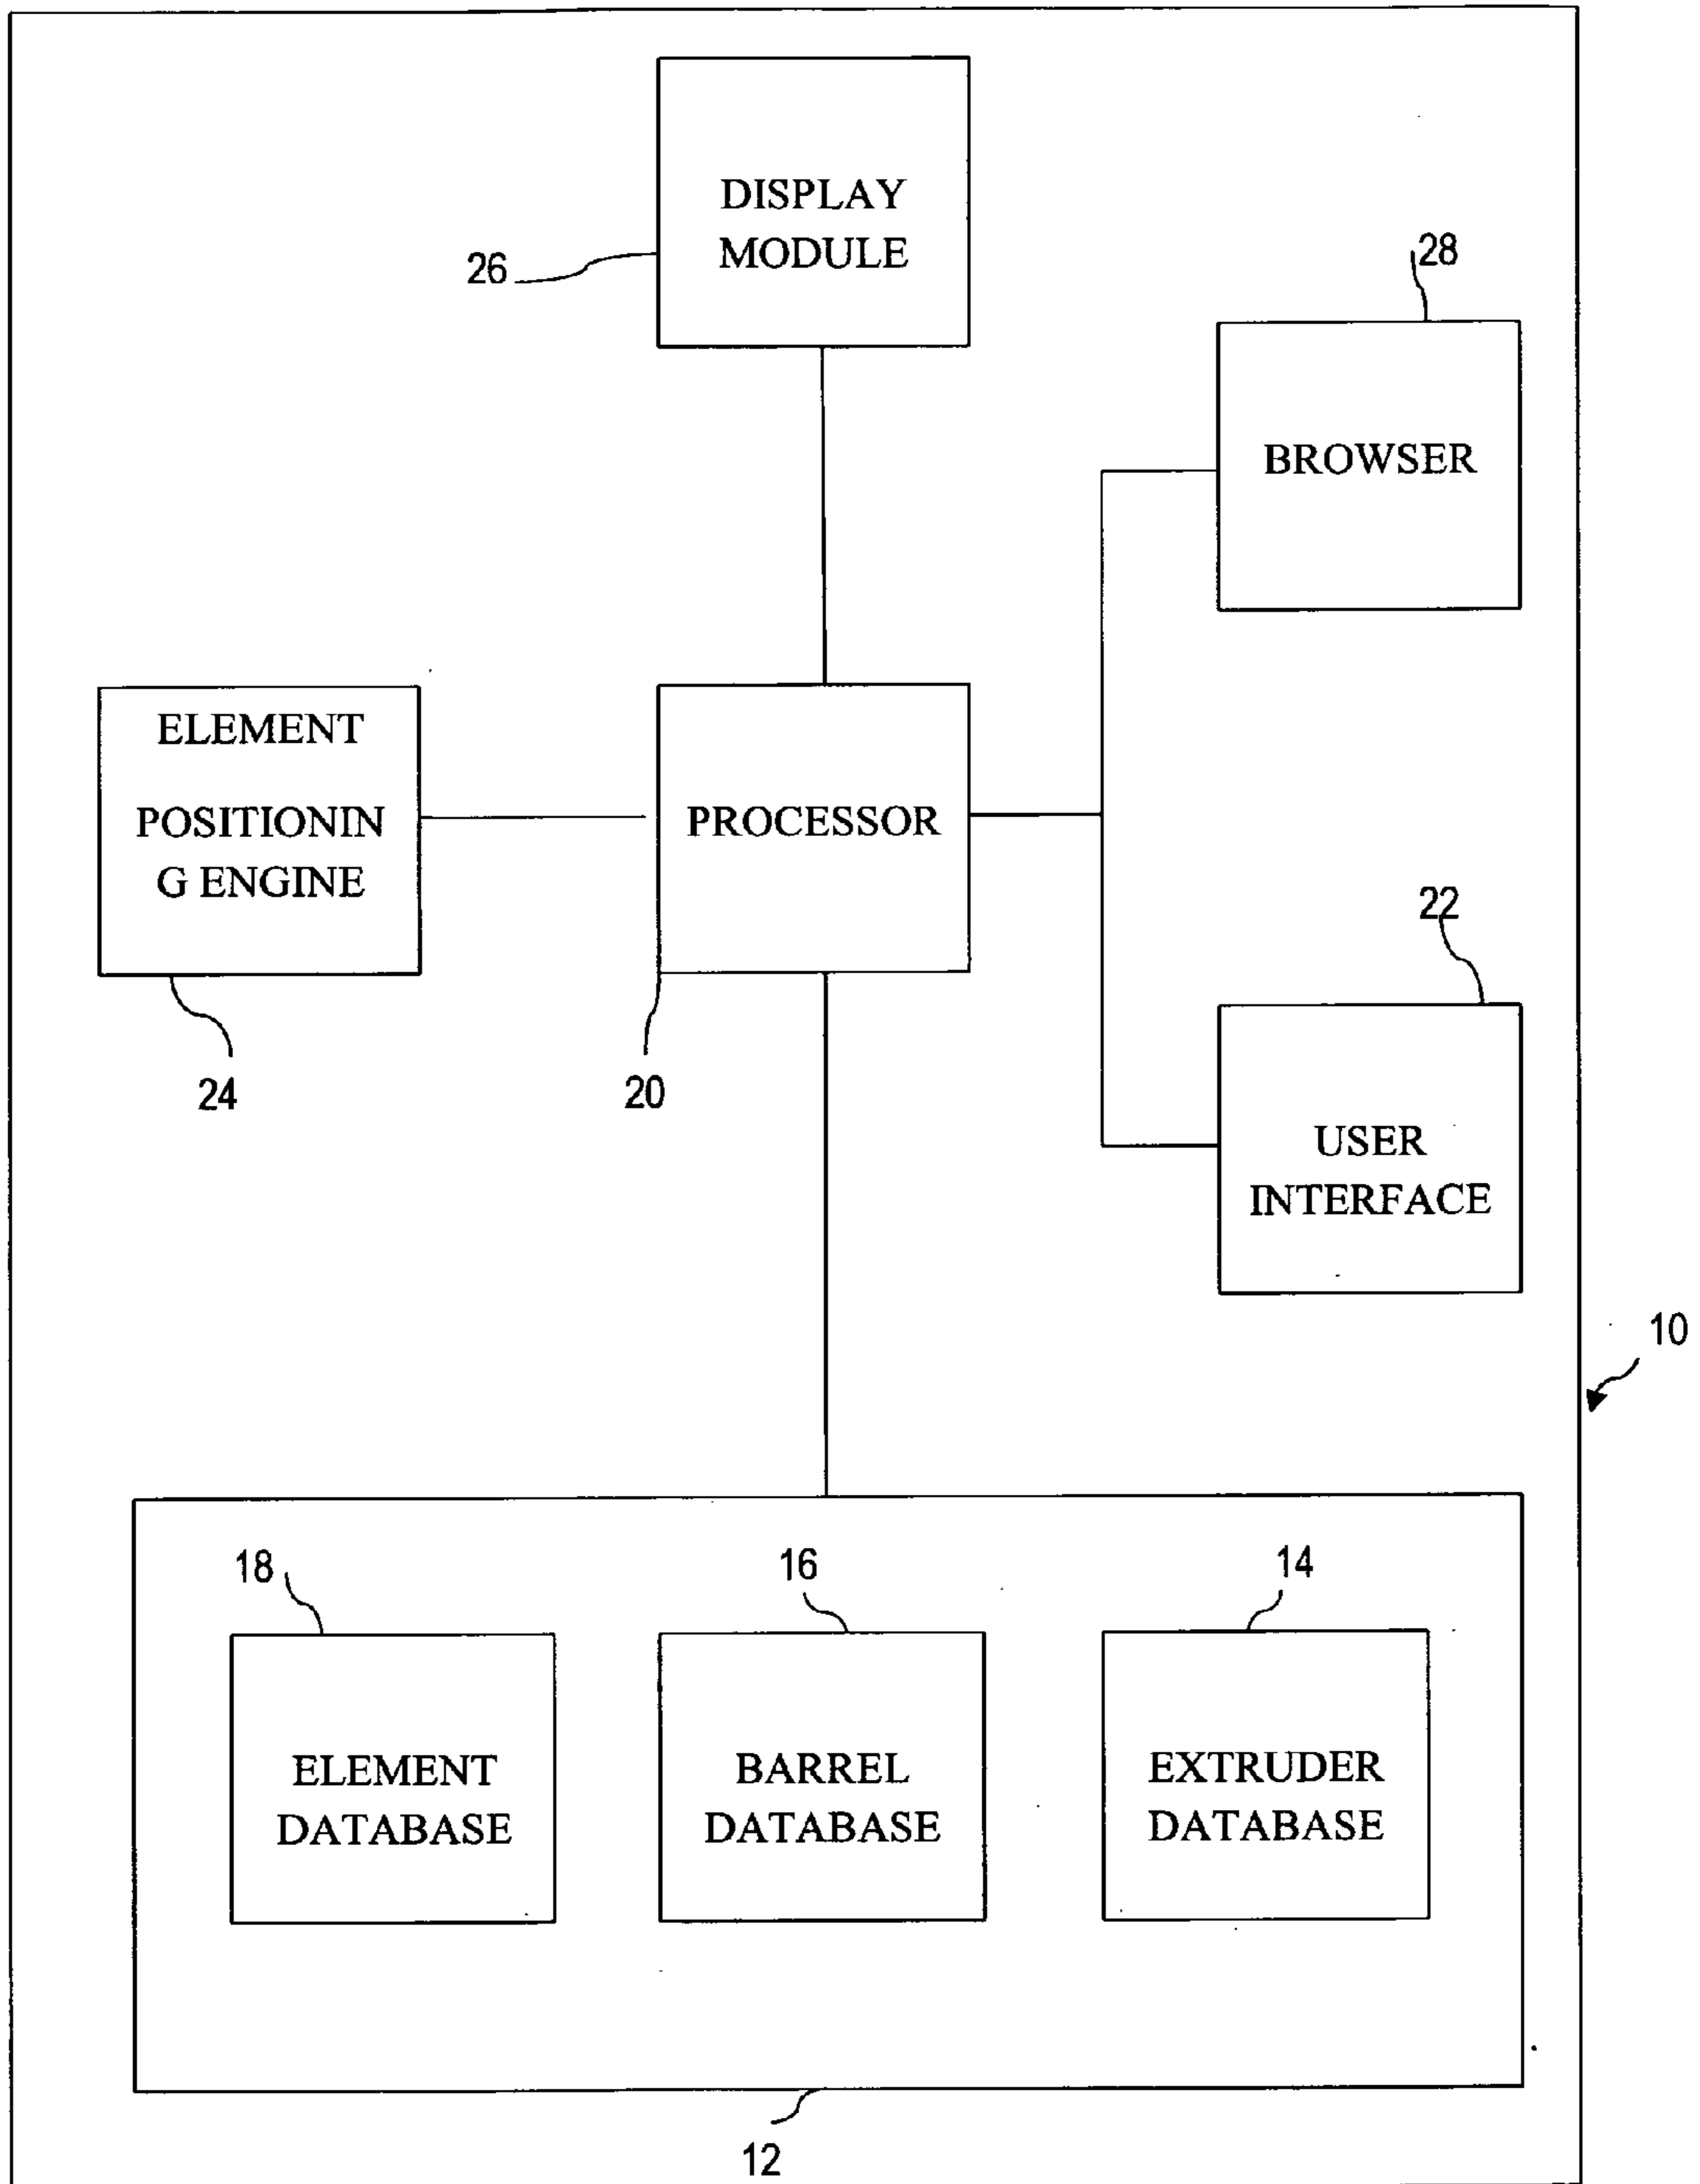 DISPLAY
MODULE
26
28
BROWSER
ELEMENT
POSITIONIN
G ENGINE
PROCESSOR
22
24
20
USER
INTERFACE
10
18
16
14
ELEMENT
DATABASE
BARREL
DATABASE
EXTRUDER
DATABASE
12